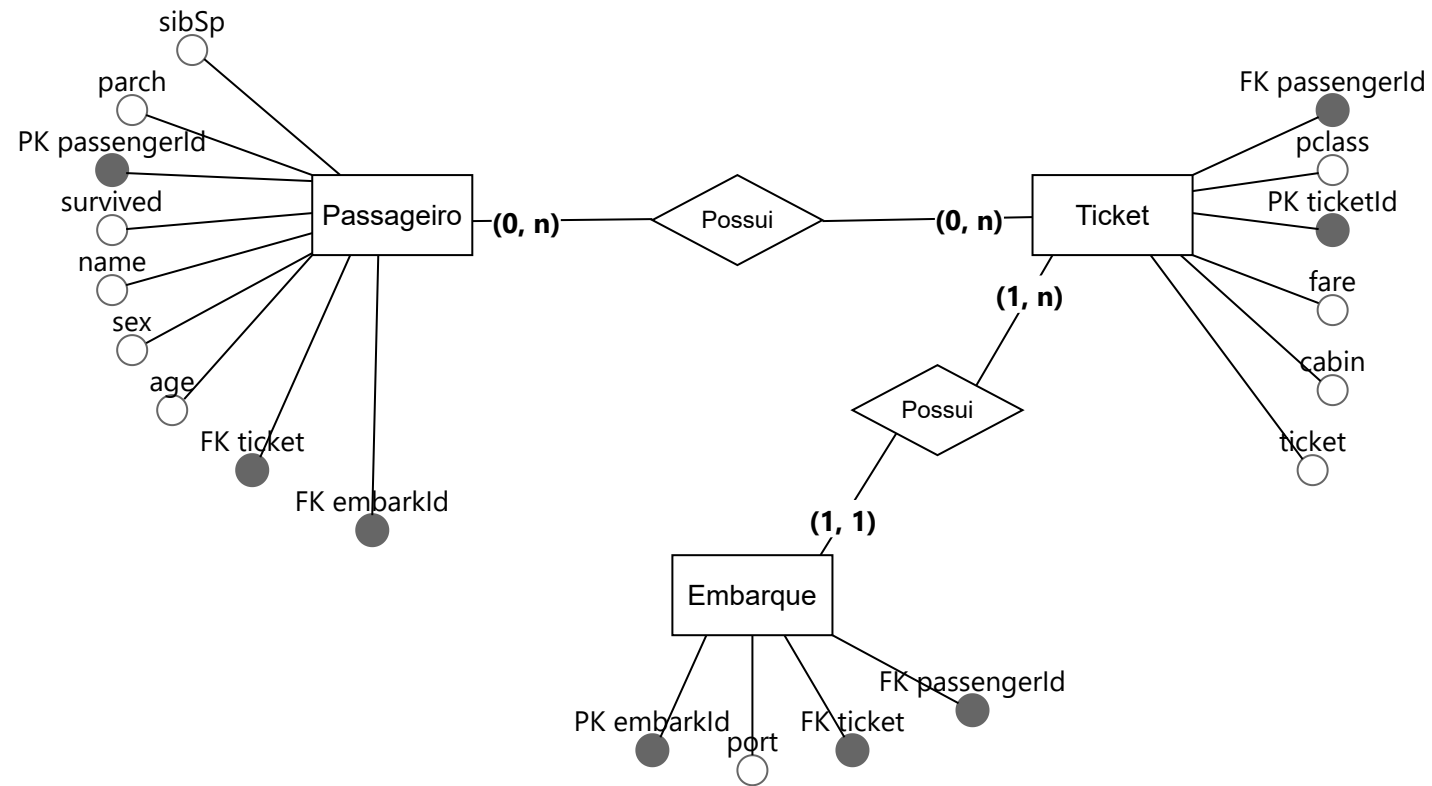 sibSp
parch
PK passengerId
survived
name
sex
age
FK ticket
FK embarkId
Passageiro
(0, n)
Possui
(0, n)
Ticket
FK passengerId
pclass
PK ticketId
fare
cabin
ticket
(1, n)
Possui
(1, 1)
Embarque
PK embarkId
port
FK ticket
FK passengerId